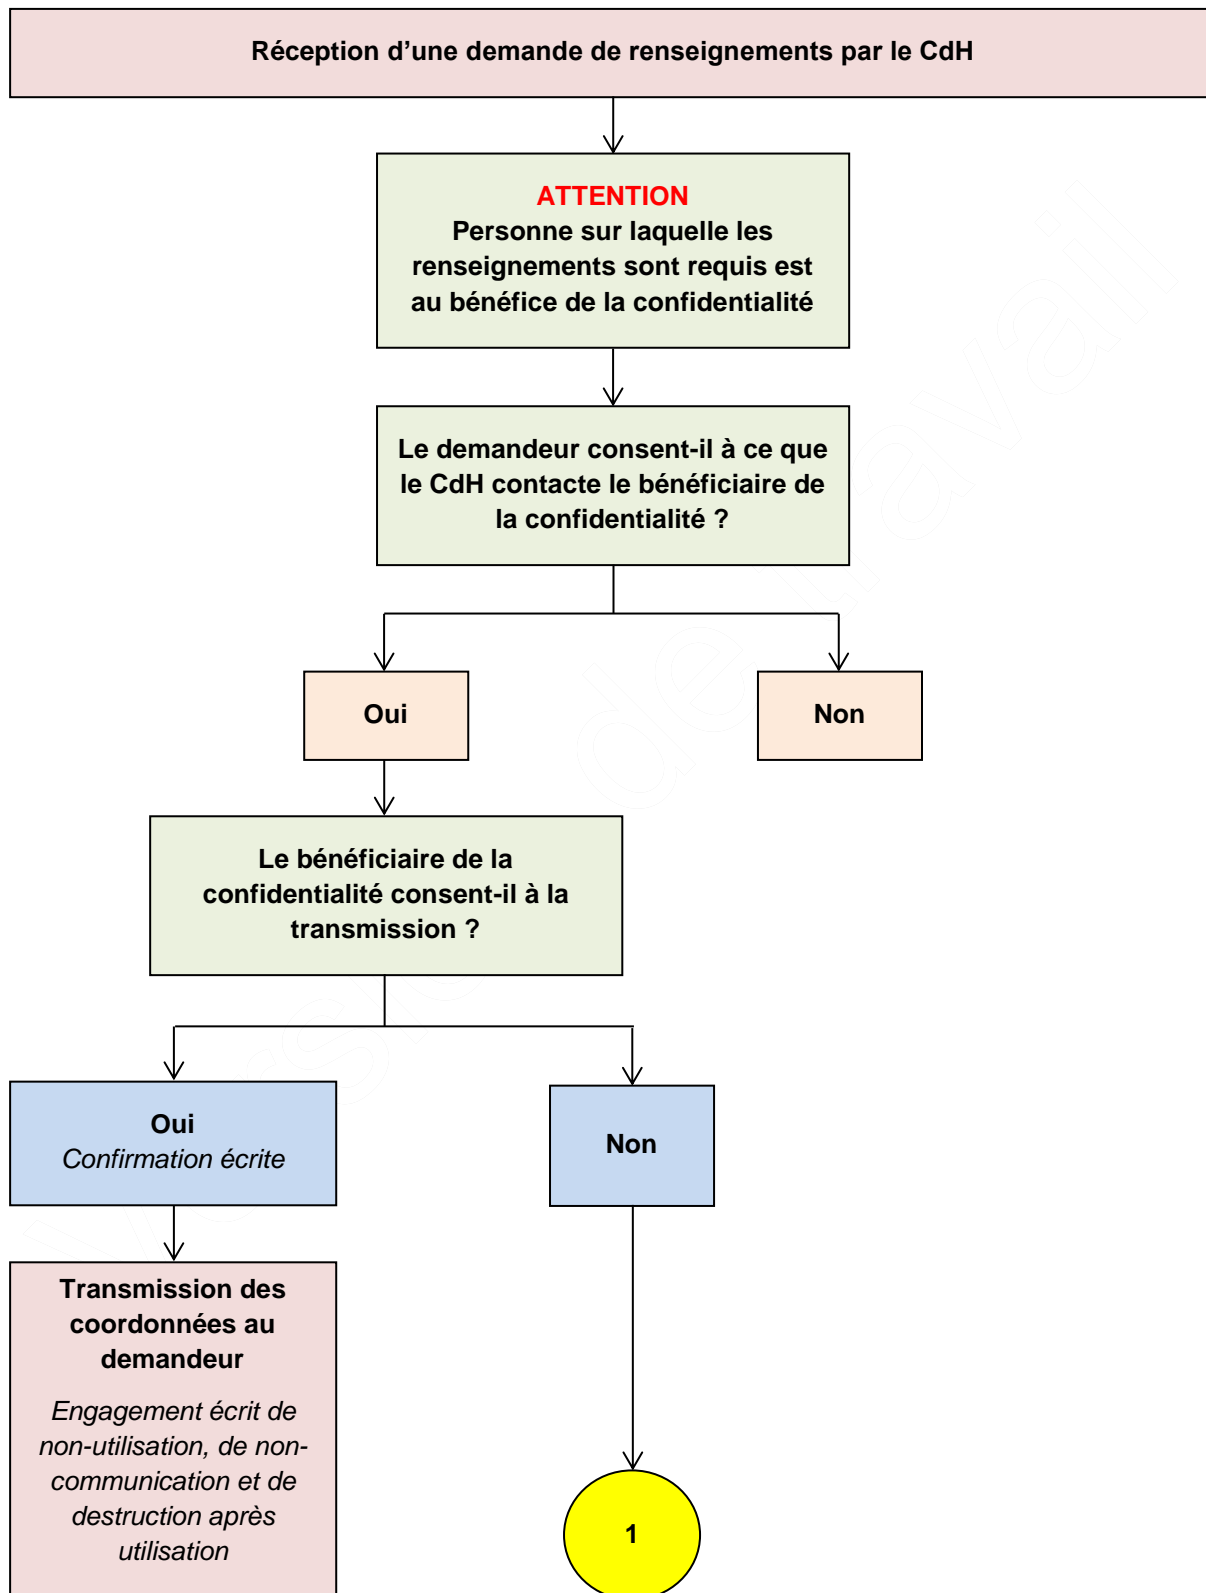 Réception d’une demande de renseignements par le CdH
ATTENTION
Personne sur laquelle les
renseignements sont requis est
au bénéfice de la confidentialité
Le demandeur consent-il à ce que
le CdH contacte le bénéficiaire de
la confidentialité ?
Oui
Non
Le bénéficiaire de la
confidentialité consent-il à la
transmission ?
Oui
Confirmation écrite
Non
Transmission des
coordonnées au
demandeur
Engagement écrit de
non-utilisation, de non-
communication et de
destruction après
utilisation
1